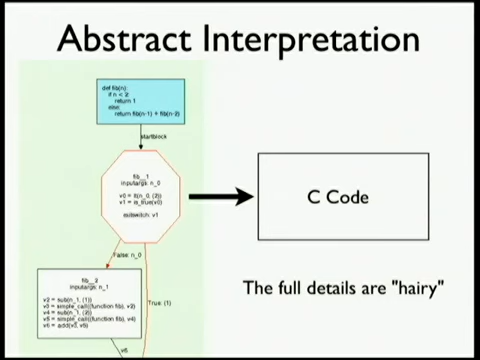 Abstract Interpretation
def fib(n):
if n < 2:
return 1
else:
return fib(n-1) + fib(n-2)
startblock
fib__1
inputargs: n_0
v0 = lt(n_0, (2))
v1 = is_true(v0)
exitswitch: v1
False: n_0
fib__2
inputargs: n_1
v2 = sub(n_1, (1))
v3 = simple_call((function fib), v2)
v4 = sub(n_1, (2))
v5 = simple_call((function fib), v4)
v6 = add(v3, v5)
True: (1)
v6
C Code
The full details are "hairy"